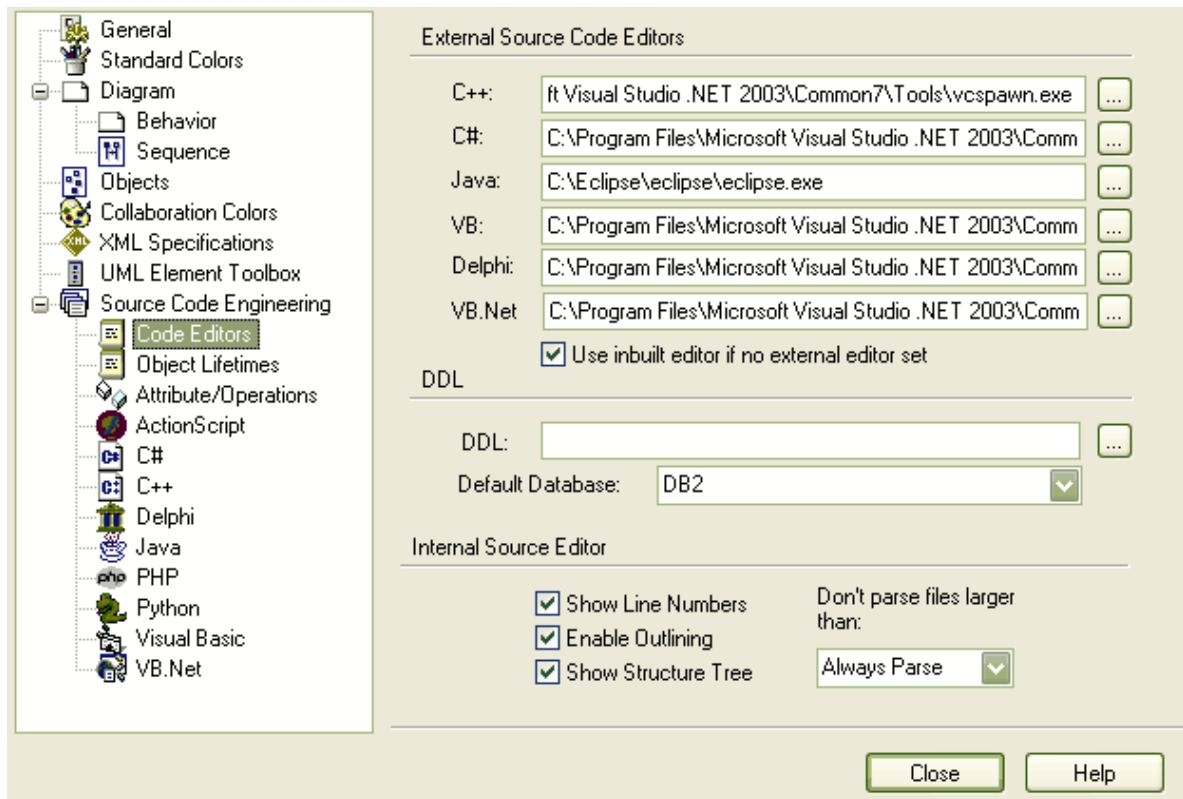 General
Standard Colors
Diagram
Behavior
Sequence
Objects
Collaboration Colors
XML Specifications
UML Element Toolbox
Source Code Engineering
Code Editors
Object Lifetimes
Attribute/Operations
ActionScript
C#
C++
Delphi
Java
PHP
Python
Visual Basic
VB.Net
External Source Code Editors
C++: ft Visual Studio .NET 2003\Common7\Tools\vcspawn.exe ...
C#: C:\Program Files\Microsoft Visual Studio .NET 2003\Comm ...
Java: C:\Eclipse\eclipse\eclipse.exe ...
VB: C:\Program Files\Microsoft Visual Studio .NET 2003\Comm ...
Delphi: C:\Program Files\Microsoft Visual Studio .NET 2003\Comm ...
VB.Net C:\Program Files\Microsoft Visual Studio .NET 2003\Comm ...
Use inbuilt editor if no external editor set
DDL
DDL: ...
Default Database: DB2
Internal Source Editor
Show Line Numbers
Enable Outlining
Show Structure Tree
Don't parse files larger
than:
Always Parse
Close Help